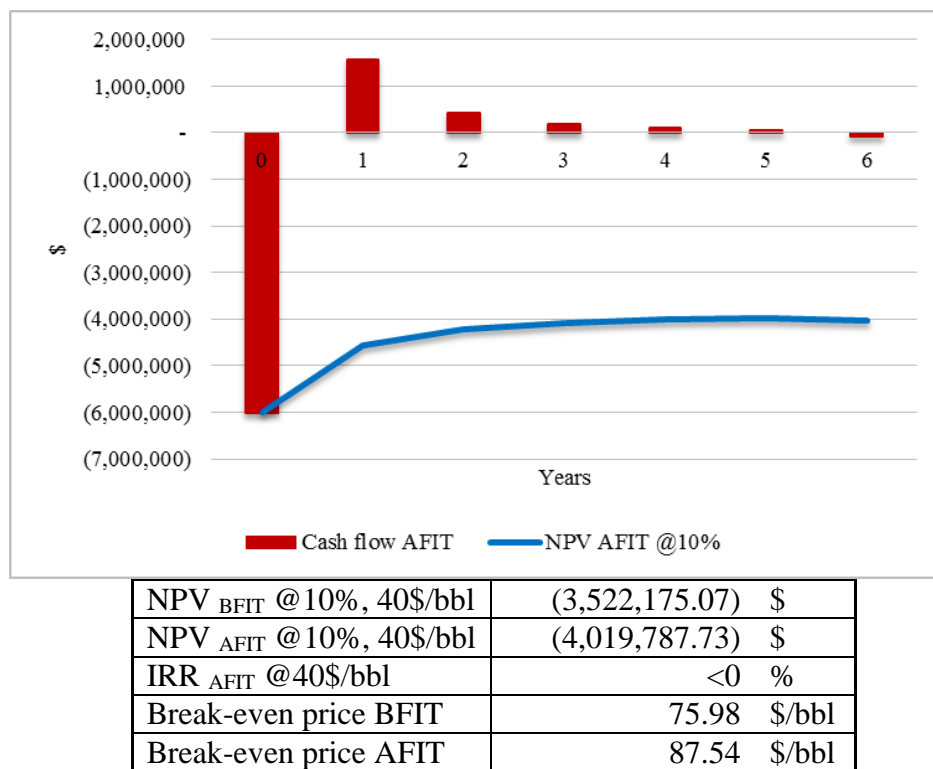 2,000,000
1,000,000
-
0 1 2 3 4 5 6
(1,000,000)
(2,000,000)
$
(3,000,000)
(4,000,000)
(5,000,000)
(6,000,000)
(7,000,000)
Years
Cash flow AFIT NPV AFIT @10%
NPV BFIT @10%, 40$/bbl (3,522,175.07) $
NPV AFIT @10%, 40$/bbl (4,019,787.73) $
IRR AFIT @40$/bbl <0 %
Break-even price BFIT 75.98 $/bbl
Break-even price AFIT 87.54 $/bbl